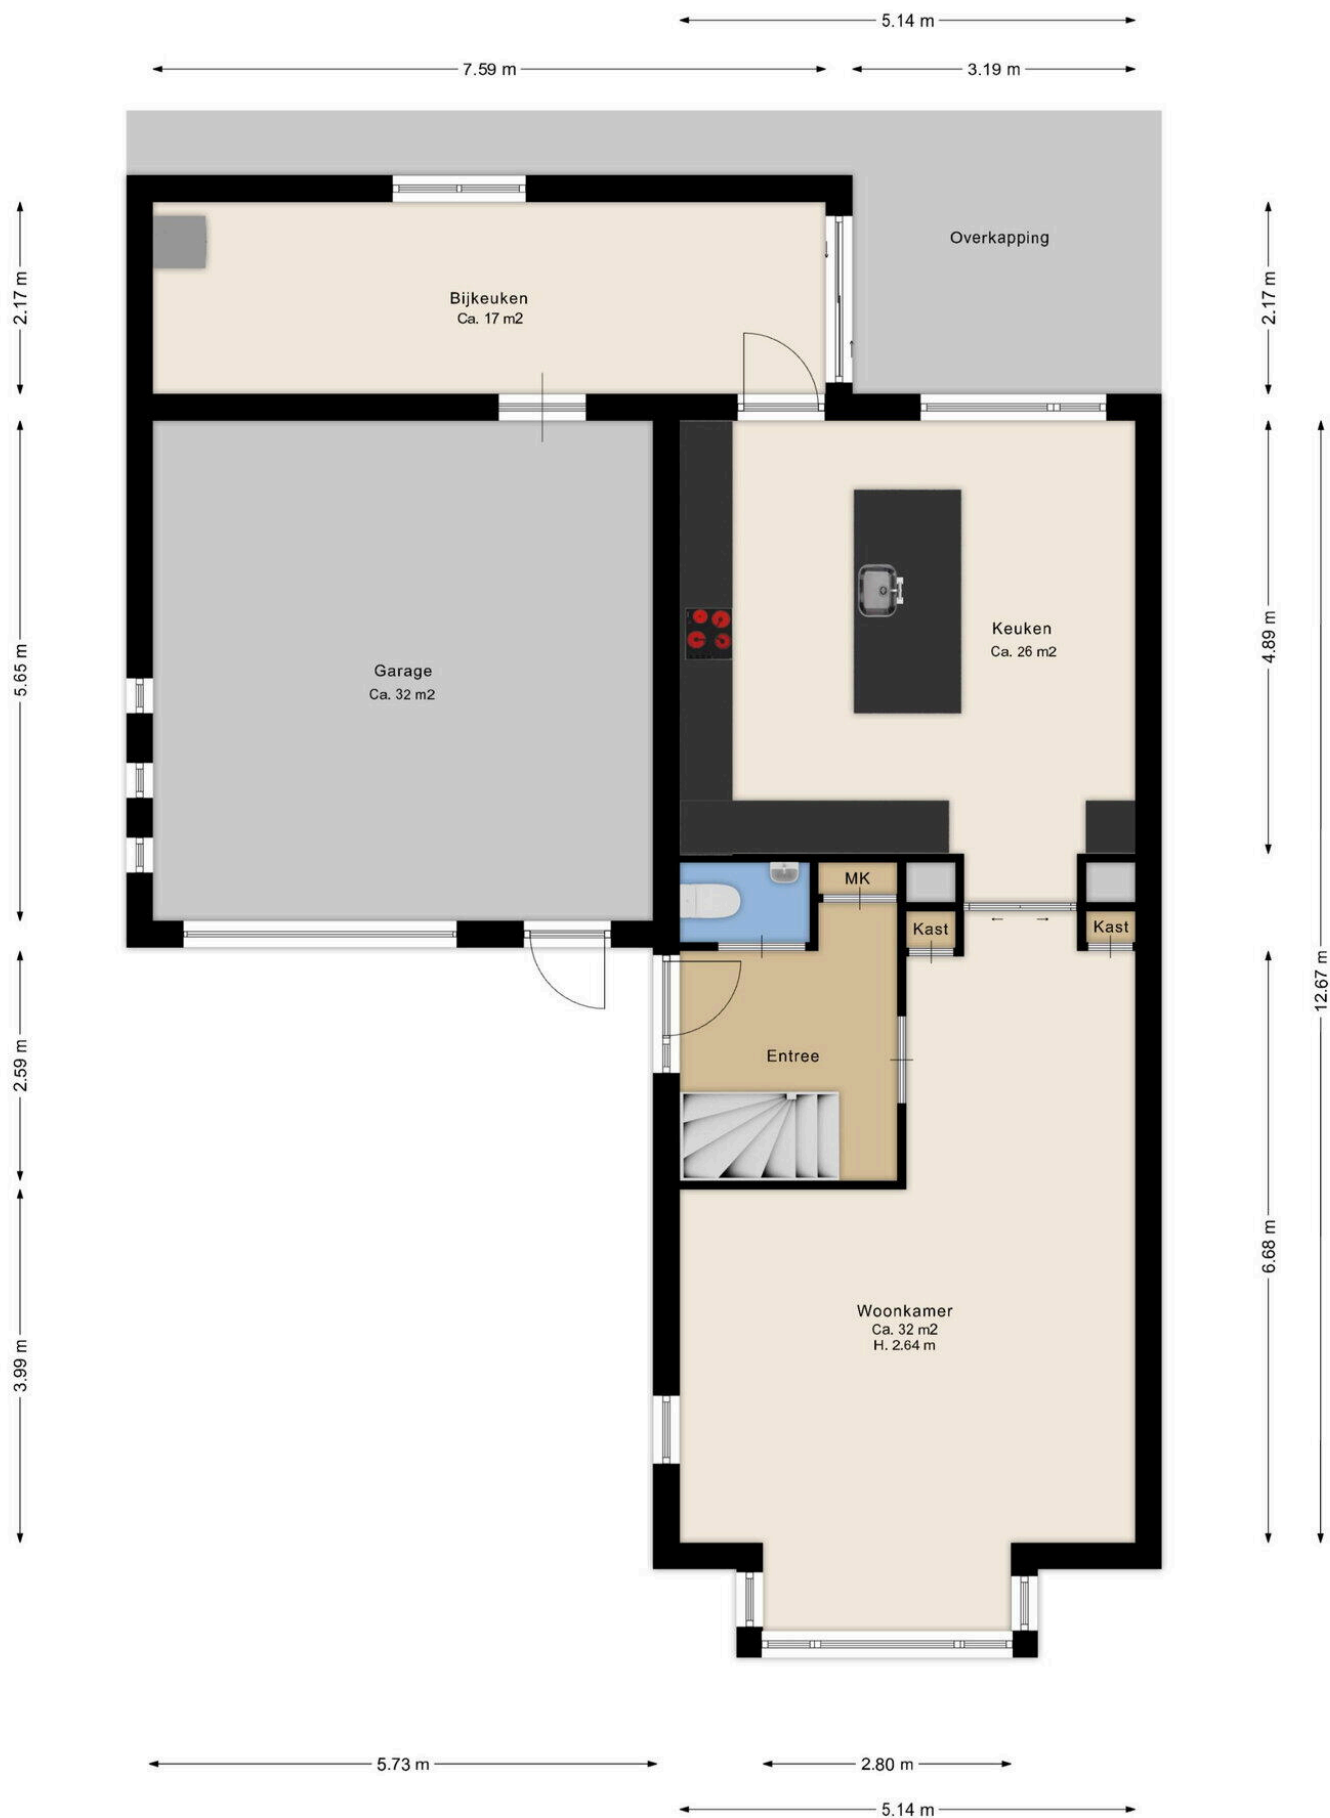 5.14 m
7.59 m
3.19 m
Overkapping
2.17 m
Bijkeuken
Ca. 17 m2
2.17 m
5.65 m
Garage
Ca. 32 m2
Keuken
Ca. 26 m2
4.89 m
MK
Kast
Kast
12.67 m
2.59 m
Entree
6.68 m
3.99 m
Woonkamer
Ca. 32 m2
H. 2.64 m
5.73 m
2.80 m
5.14 m